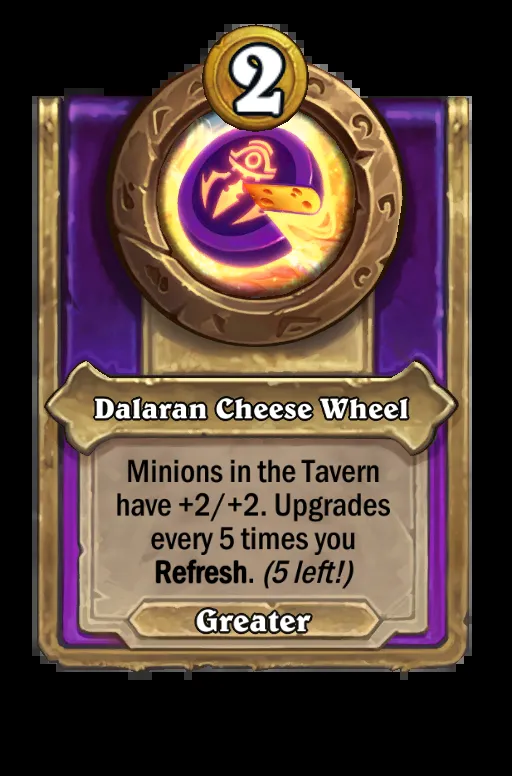 2
Dalaran Cheese Wheel
Minions in the Tavern
have +2/+2. Upgrades
every 5 times you
Refresh. (5 left!)
Greater